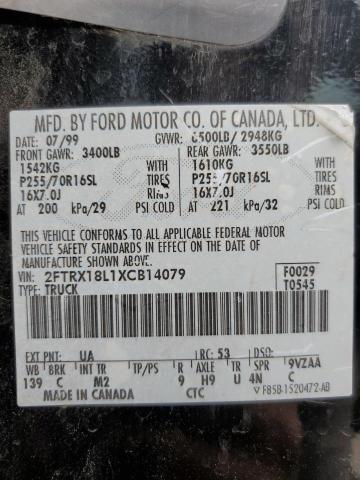 MFD. BY FORD MOTOR CO. OF CANADA, LTD.
DATE: 07/99 GVWR: 6500LB/ 2948KG
FRONT GAWR: 3400LB REAR GAWR: 3550LB
1542KG 1610KG
P255/70R16SL TIRES P255/70R16SL TIRES
16X7.0J RIMS 16X7.0J RIMS
AT 200 kPa/29 PSI COLD AT 221 kPa/32 PSI COLD
THIS VEHICLE CONFORMS TO ALL APPLICABLE FEDERAL MOTOR
VEHICLE SAFETY STANDARDS IN EFFECT ON THE DATE OF
MANUFACTURE SHOWN ABOVE.
VIN: 2FTRX18L1XCB14079 F0029
TYPE: TRUCK T0545
EXT PNT: UA RC: 53 DSO:
WB BRK INT TR TP/PS R AXLE TR SPR 9VZAA
139 C M2 9 H9 U 4N C
MADE IN CANADA CTC F85B-1520472-AB